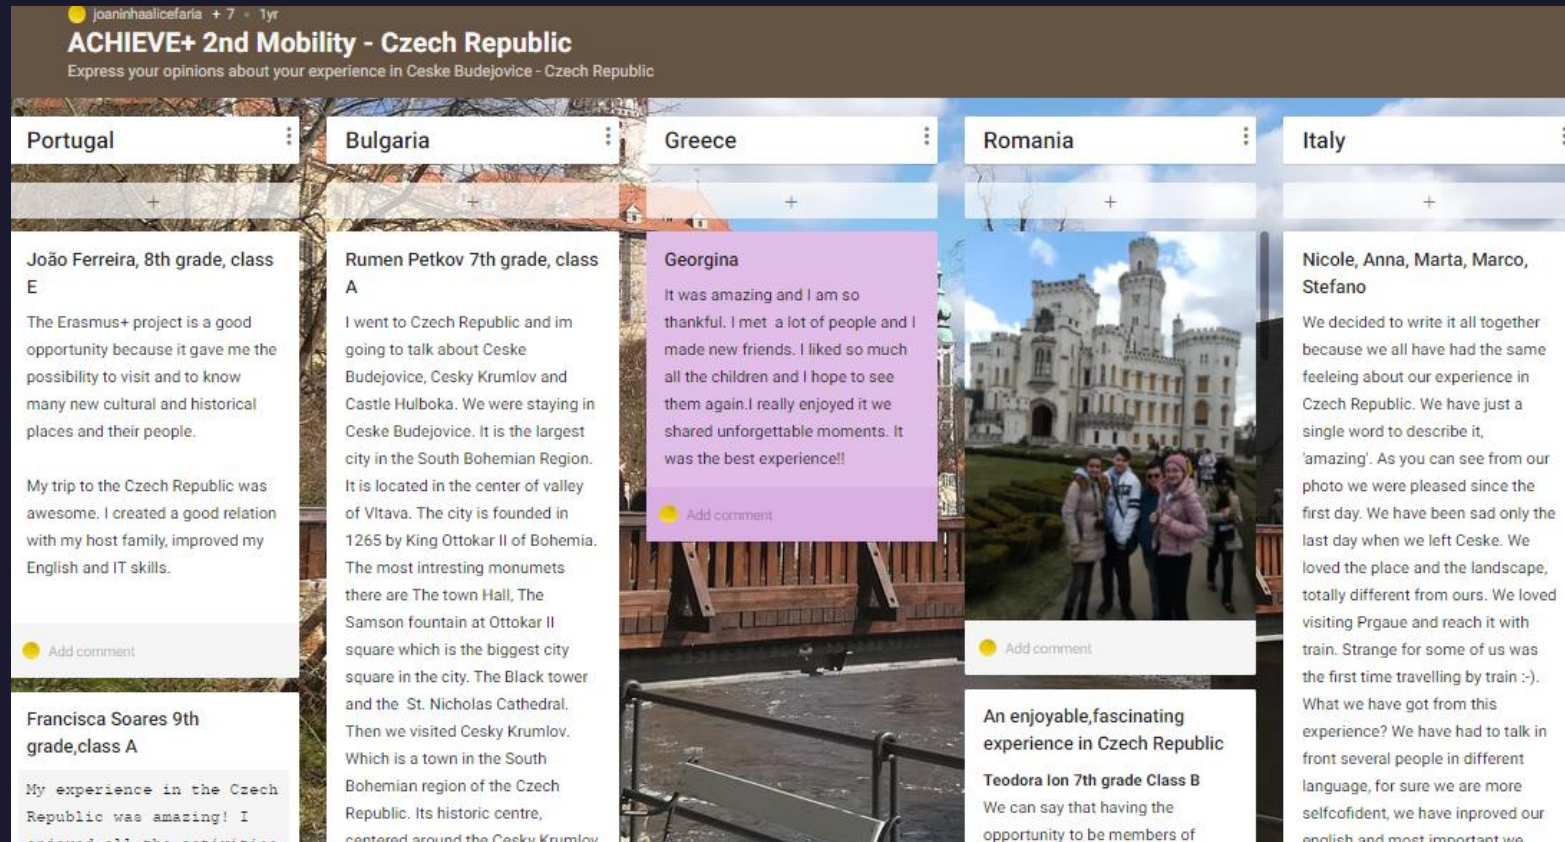 joaninhaalicefaria + 7 • 1yr
ACHIEVE+ 2nd Mobility - Czech Republic
Express your opinions about your experience in Ceske Budejovice - Czech Republic
Portugal
+
João Ferreira, 8th grade, class
E
The Erasmus+ project is a good
opportunity because it gave me the
possibility to visit and to know
many new cultural and historical
places and their people.
My trip to the Czech Republic was
awesome. I created a good relation
with my host family, improved my
English and IT skills.
Add comment
Francisca Soares 9th
grade,class A
My experience in the Czech
Republic was amazing! I
enjoyed all the activities
Bulgaria
+
Rumen Petkov 7th grade, class
A
I went to Czech Republic and im
going to talk about Ceske
Budejovice, Cesky Krumlov and
Castle Hulboka. We were staying in
Ceske Budejovice. It is the largest
city in the South Bohemian Region.
It is located in the center of valley
of Vltava. The city is founded in
1265 by King Ottokar II of Bohemia.
The most intresting monumets
there are The town Hall, The
Samson fountain at Ottokar II
square which is the biggest city
square in the city. The Black tower
and the St. Nicholas Cathedral.
Then we visited Cesky Krumlov.
Which is a town in the South
Bohemian region of the Czech
Republic. Its historic centre,
centered around the Cesky Krumlov
Greece
+
Georgina
It was amazing and I am so
thankful. I met a lot of people and I
made new friends. I liked so much
all the children and I hope to see
them again.I really enjoyed it we
shared unforgettable moments. It
was the best experience!!
Add comment
Romania
+
Add comment
An enjoyable,fascinating
experience in Czech Republic
Teodora Ion 7th grade Class B
We can say that having the
opportunity to be members of
Italy
+
Nicole, Anna, Marta, Marco,
Stefano
We decided to write it all together
because we all have had the same
feeleing about our experience in
Czech Republic. We have just a
single word to describe it,
'amazing'. As you can see from our
photo we were pleased since the
first day. We have been sad only the
last day when we left Ceske. We
loved the place and the landscape,
totally different from ours. We loved
visiting Prgaue and reach it with
train. Strange for some of us was
the first time travelling by train :-).
What we have got from this
experience? We have had to talk in
front several people in different
language, for sure we are more
selfcofident, we have inproved our
english and most important we